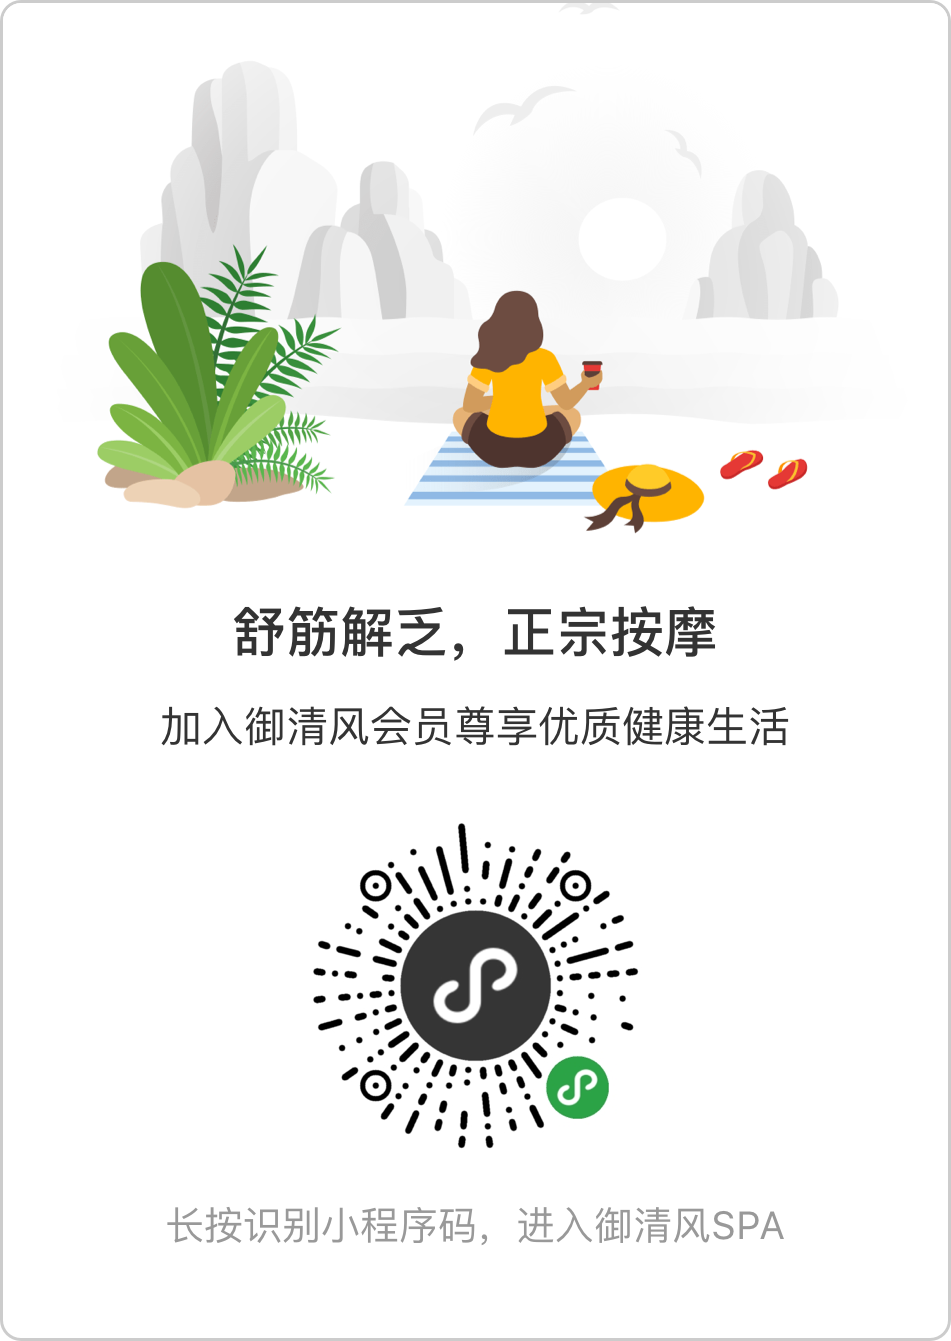 舒筋解乏，正宗按摩
加入御清风会员尊享优质健康生活
长按识别小程序码，进入御清风SPA